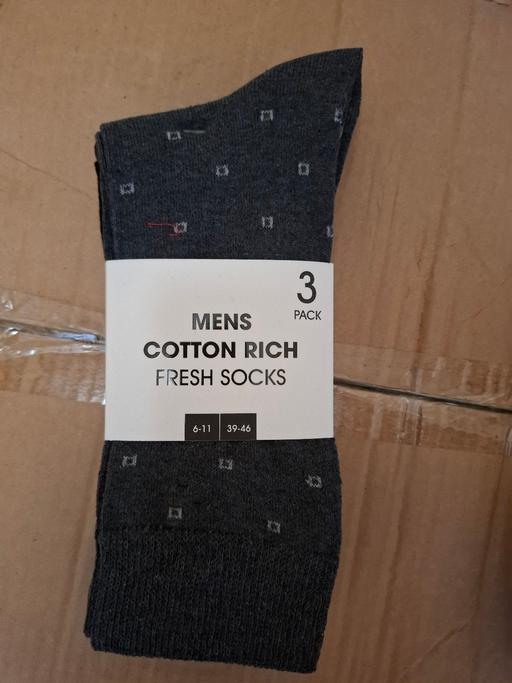 3
PACK
MENS
COTTON RICH
FRESH SOCKS
6-11 39-46